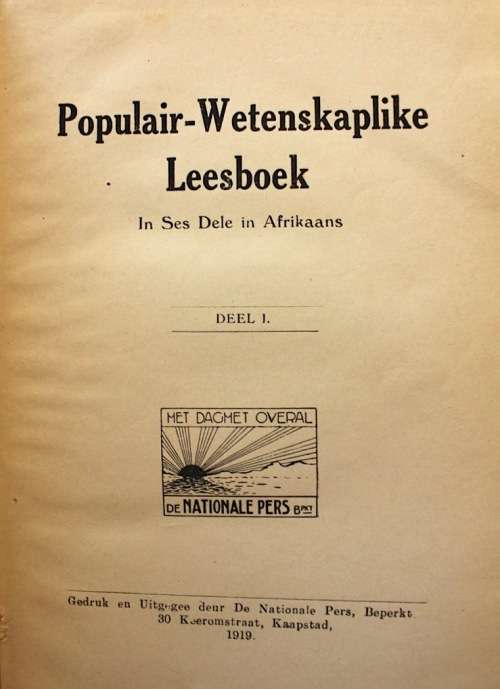 Populair-Wetenskaplike
Leesboek
In Ses Dele in Afrikaans
DEEL I.
MET DAGMET OVERAL
DE NATIONALE PERS BPKT
Gedruk en Uitgegee deur De Nationale Pers, Beperkt
30 Keeromstraat, Kaapstad,
1919.